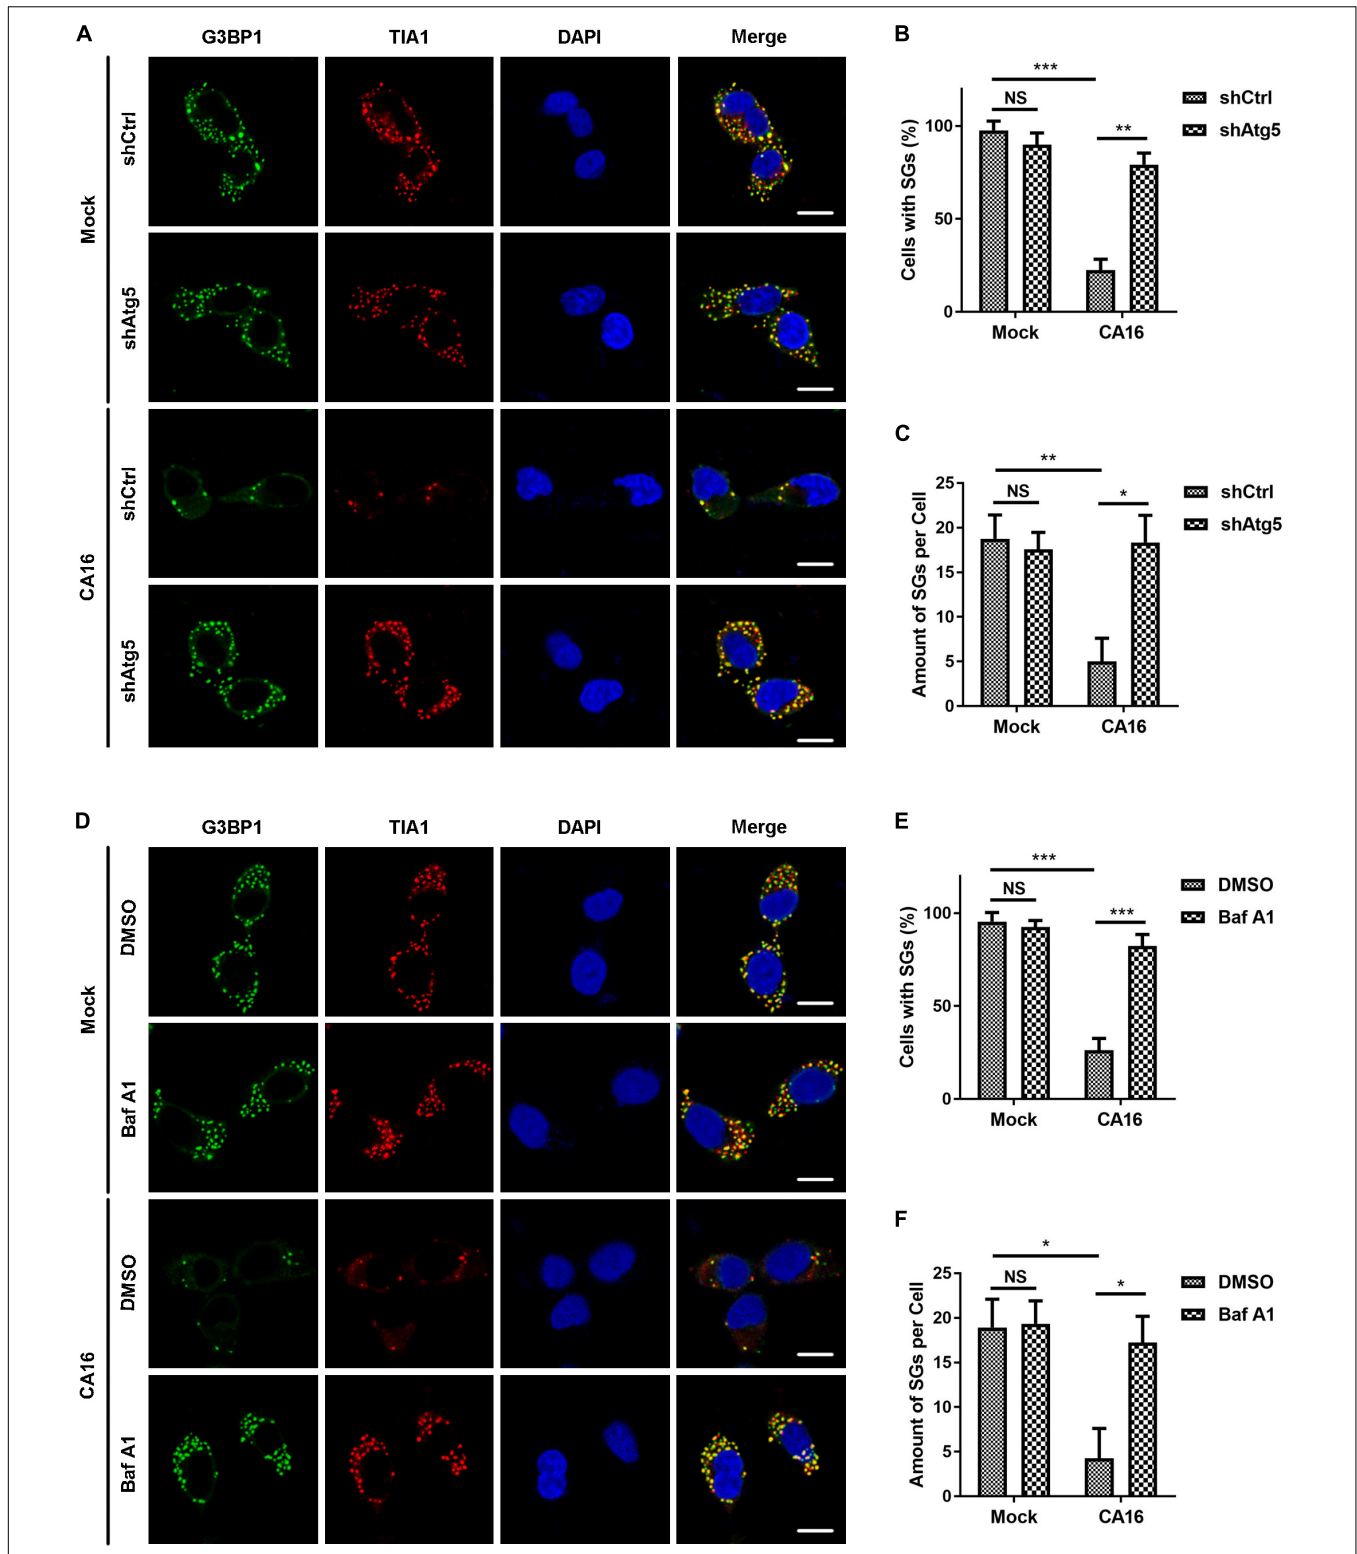 A
G3BP1 TIA1 DAPI Merge
Mock
shCtrl
shAtg5
CA16
shCtrl
shAtg5
B
Cells with SGs (%)
100
50
0
***
NS
**
Mock CA16
shCtrl
shAtg5
C
Amount of SGs per Cell
25
20
15
10
5
0
**
NS
*
Mock CA16
shCtrl
shAtg5
D
G3BP1 TIA1 DAPI Merge
Mock
DMSO
Baf A1
CA16
DMSO
Baf A1
E
Cells with SGs (%)
100
50
0
***
NS
***
Mock CA16
DMSO
Baf A1
F
Amount of SGs per Cell
25
20
15
10
5
0
*
NS
*
Mock CA16
DMSO
Baf A1